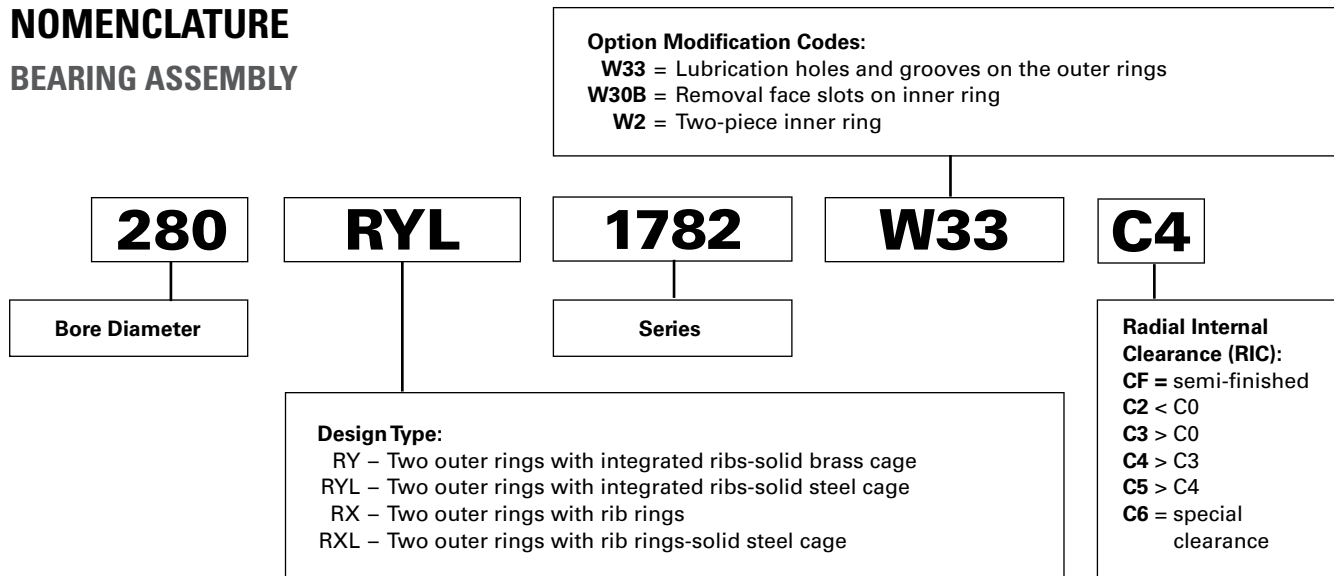 NOMENCLATURE
BEARING ASSEMBLY
Option Modification Codes:
W33 = Lubrication holes and grooves on the outer rings
W30B = Removal face slots on inner ring
W2 = Two-piece inner ring
280
RYL
1782
W33
C4
Bore Diameter
Series
Design Type:
RY – Two outer rings with integrated ribs-solid brass cage
RYL – Two outer rings with integrated ribs-solid steel cage
RX – Two outer rings with rib rings
RXL – Two outer rings with rib rings-solid steel cage
Radial Internal
Clearance (RIC):
CF = semi-finished
C2 < C0
C3 > C0
C4 > C3
C5 > C4
C6 = special
clearance